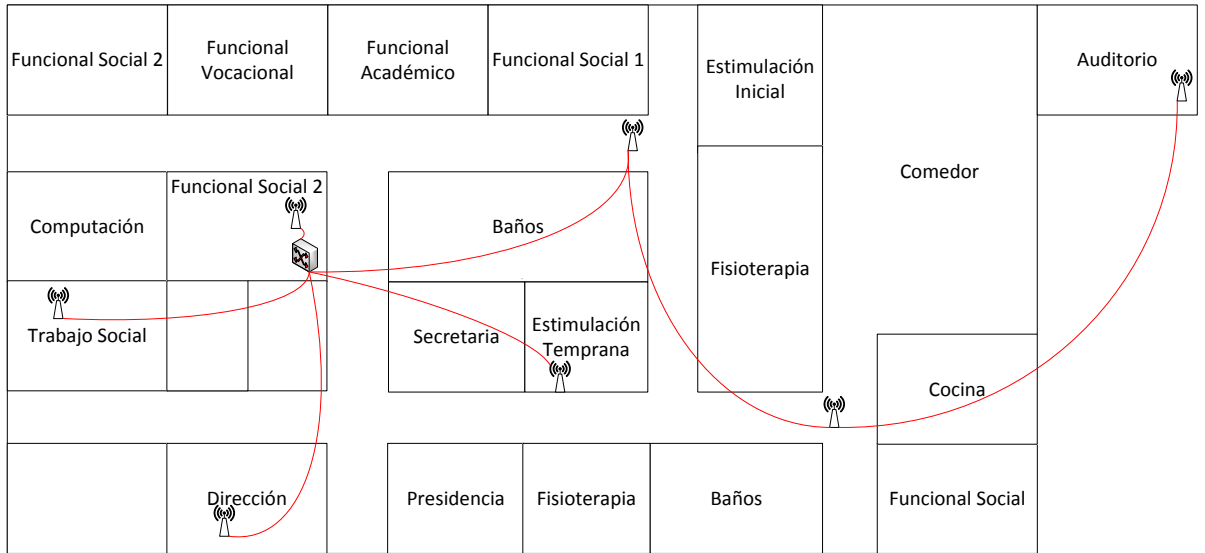 Funcional Social 2
Funcional
Vocacional
Funcional
Académico
Funcional Social 1
Estimulación
Inicial
Auditorio
Comedor
Funcional Social 2
Computación
Baños
Fisioterapia
Trabajo Social
Secretaria
Estimulación
Temprana
Cocina
Dirección
Presidencia
Fisioterapia
Baños
Funcional Social